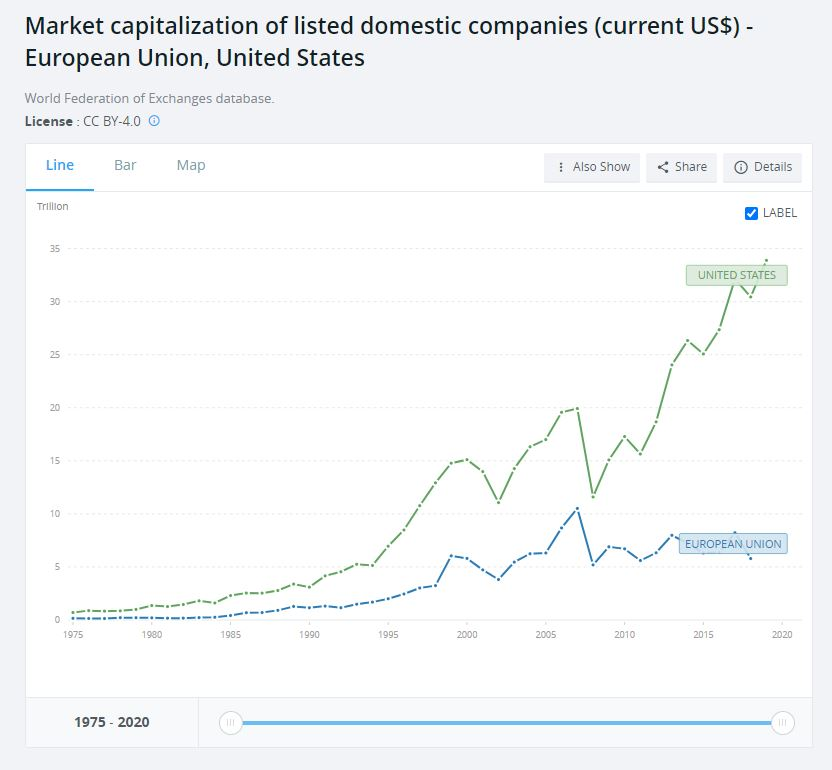 Market capitalization of listed domestic companies (current US$) -
European Union, United States
World Federation of Exchanges database.
License : CC BY-4.0
Line Bar Map Also Show Share Details
Trillion
LABEL
35
UNITED STATES
30
25
20
15
10
EUROPEAN UNION
5
0
1975 1980 1985 1990 1995 2000 2005 2010 2015 2020
1975 - 2020